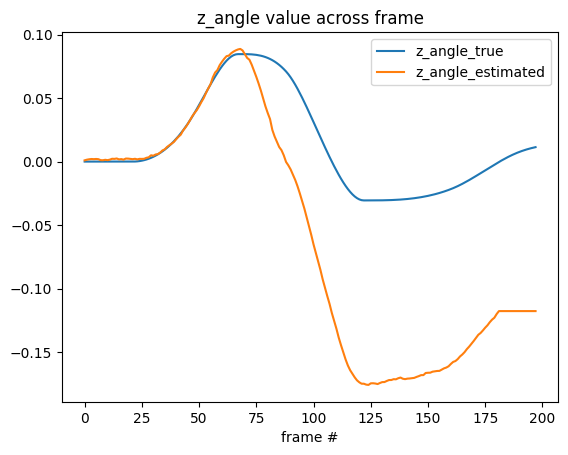 z_angle value across frame
z_angle_true
z_angle_estimated
0.10
0.05
0.00
−0.05
−0.10
−0.15
0 25 50 75 100 125 150 175 200
frame #